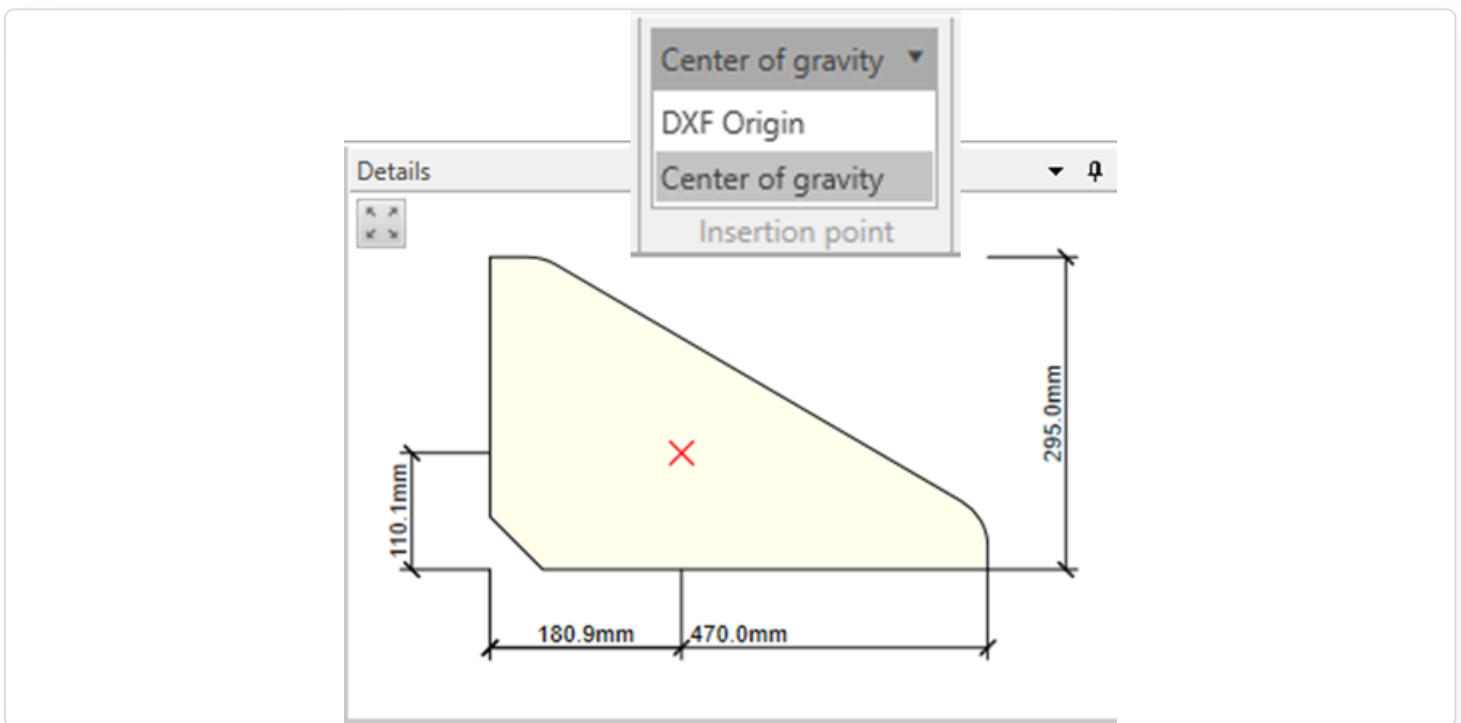 Center of gravity
DXF Origin
Center of gravity
Insertion point
Details
295.0mm
110.1mm
180.9mm
470.0mm